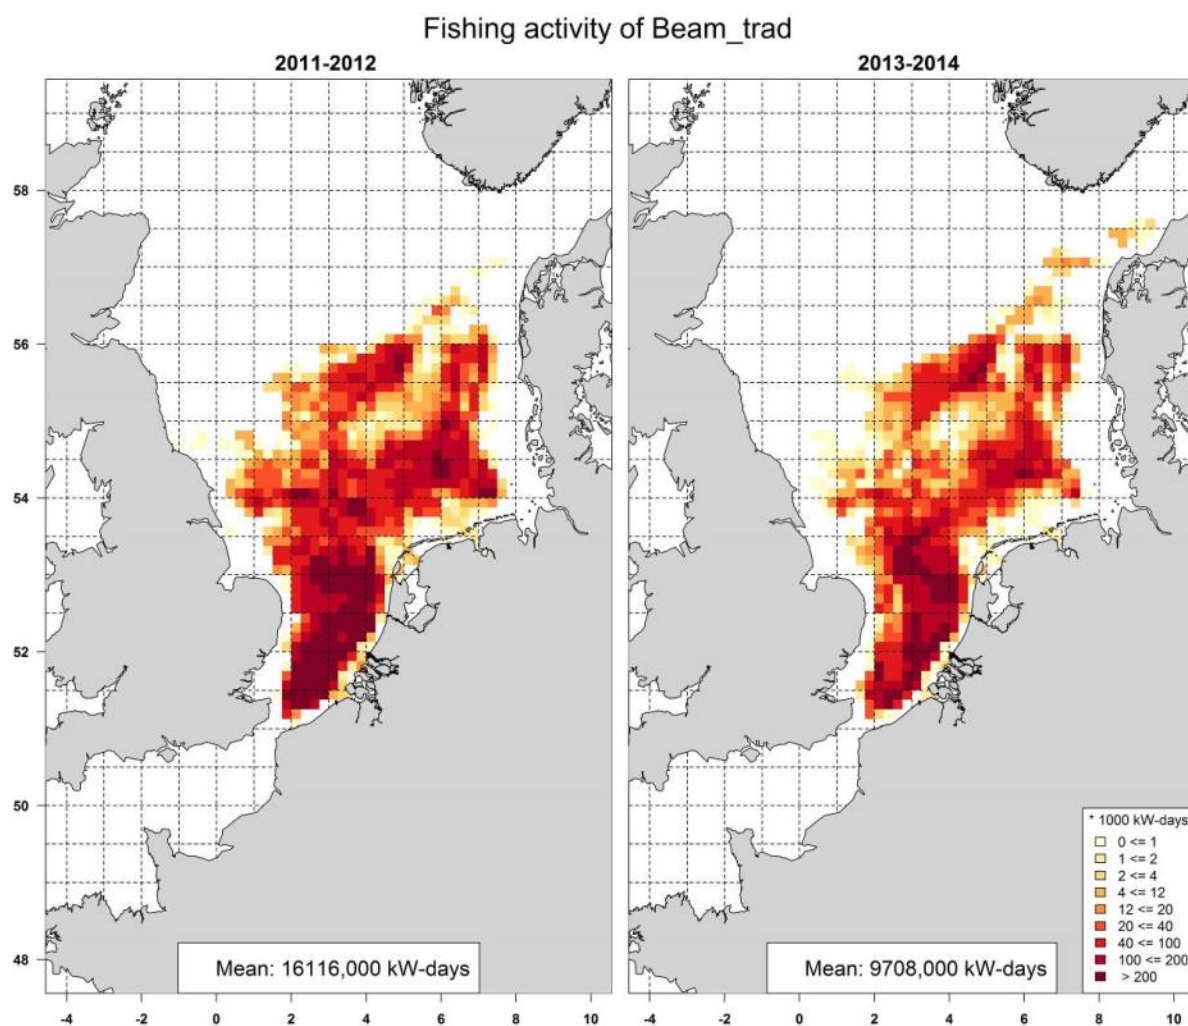 Fishing activity of Beam_trad
2011-2012
2013-2014
58
56
54
52
50
48
* 1000 kW-days
0 <= 1
1 <= 2
2 <= 4
4 <= 12
12 <= 20
20 <= 40
40 <= 100
100 <= 200
> 200
Mean: 16116,000 kW-days
Mean: 9708,000 kW-days
-4 -2 0 2 4 6 8 10
-4 -2 0 2 4 6 8 10